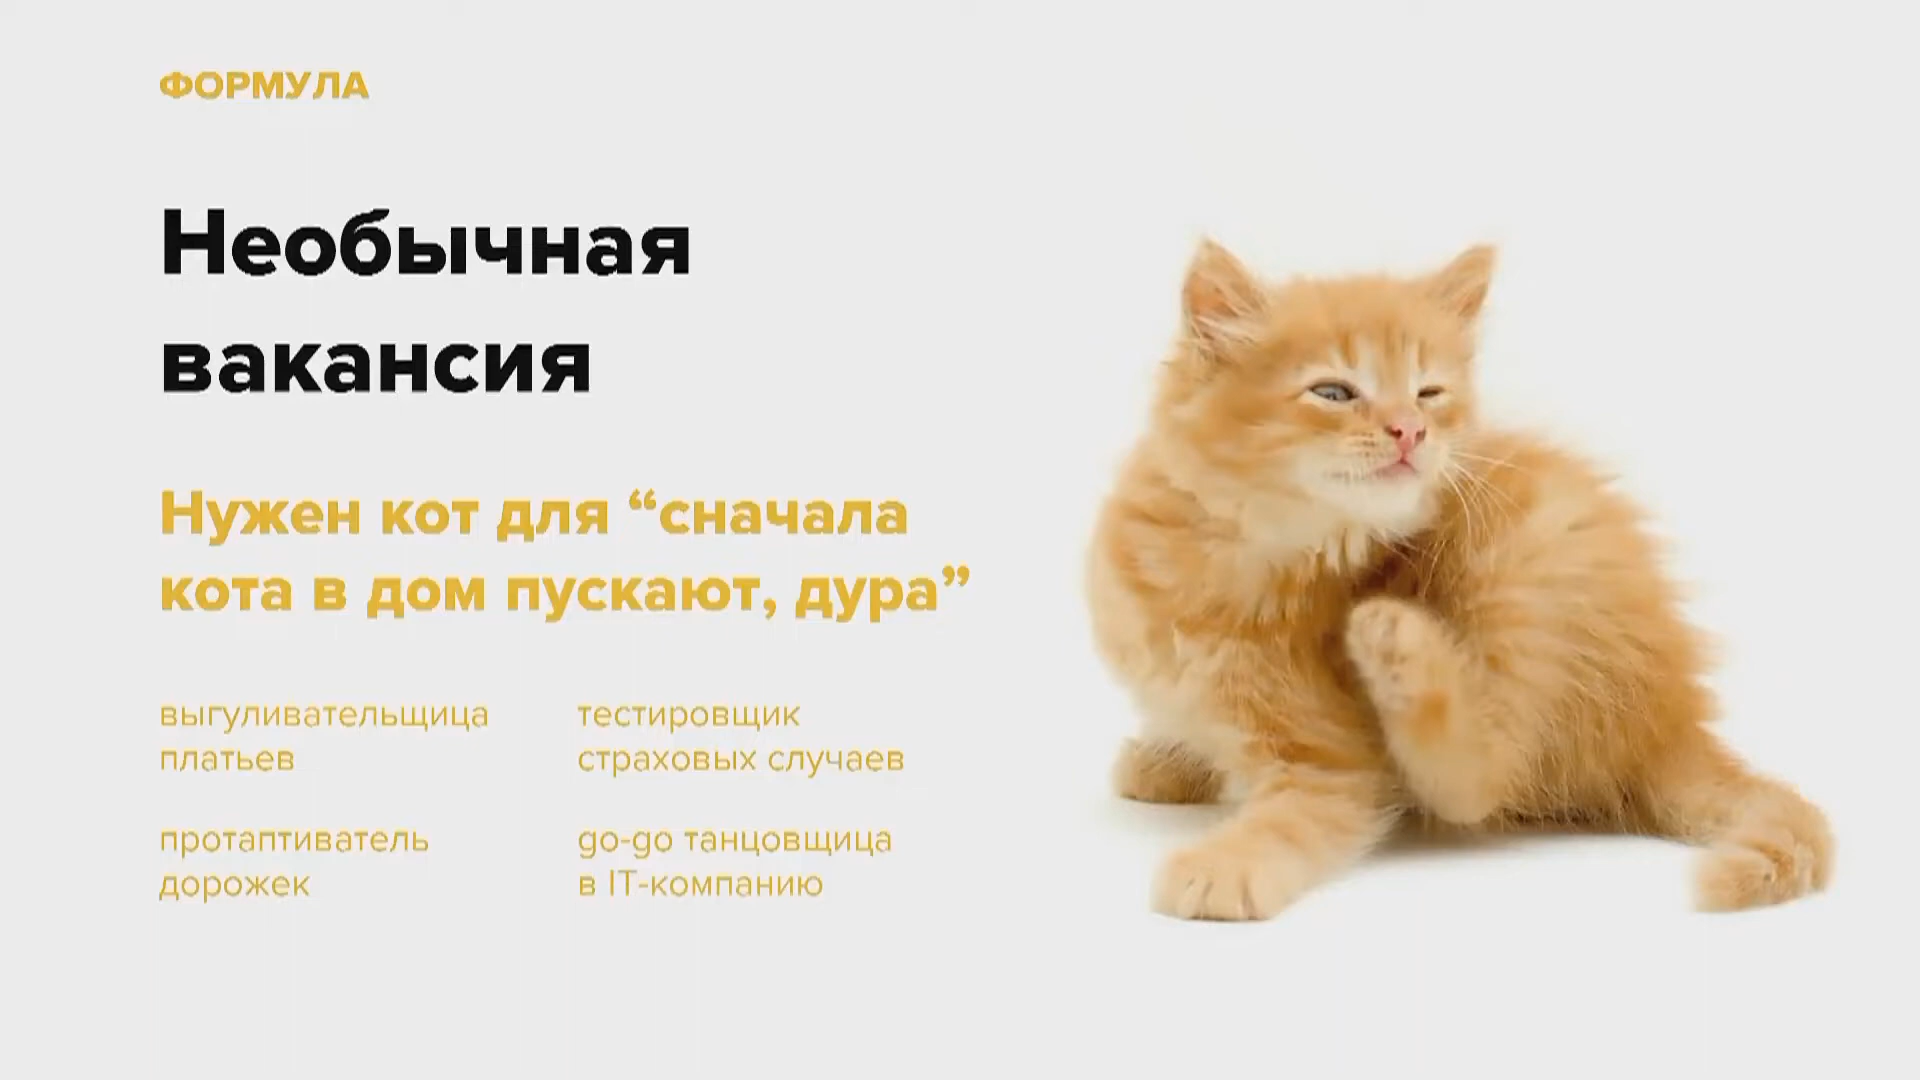 ФОРМУЛА
Необычная
вакансия
Нужен кот для “сначала
кота в дом пускают, дура”
выгуливательщица
платьев
тестировщик
страховых случаев
протаптиватель
дорожек
go-go танцовщица
в IT-компанию